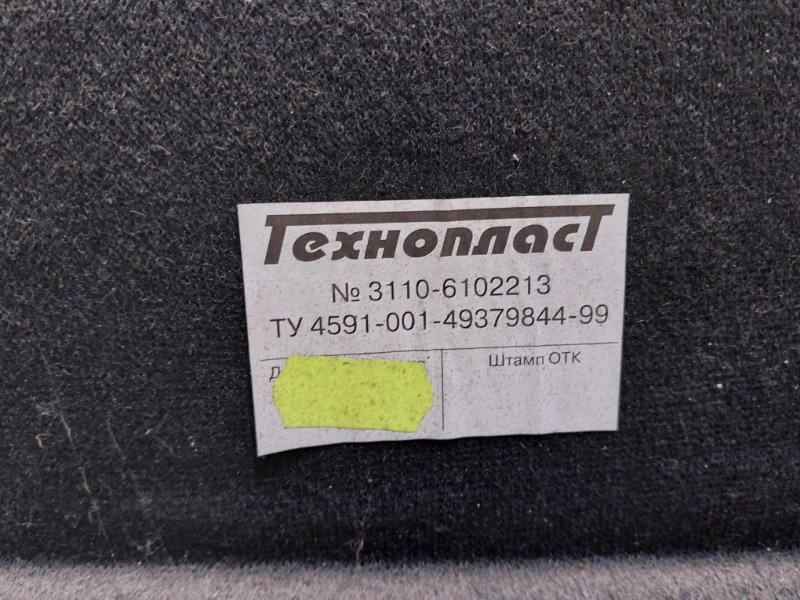 Технопласт
№ 3110-6102213
ТУ 4591-001-49379844-99
Штамп ОТК